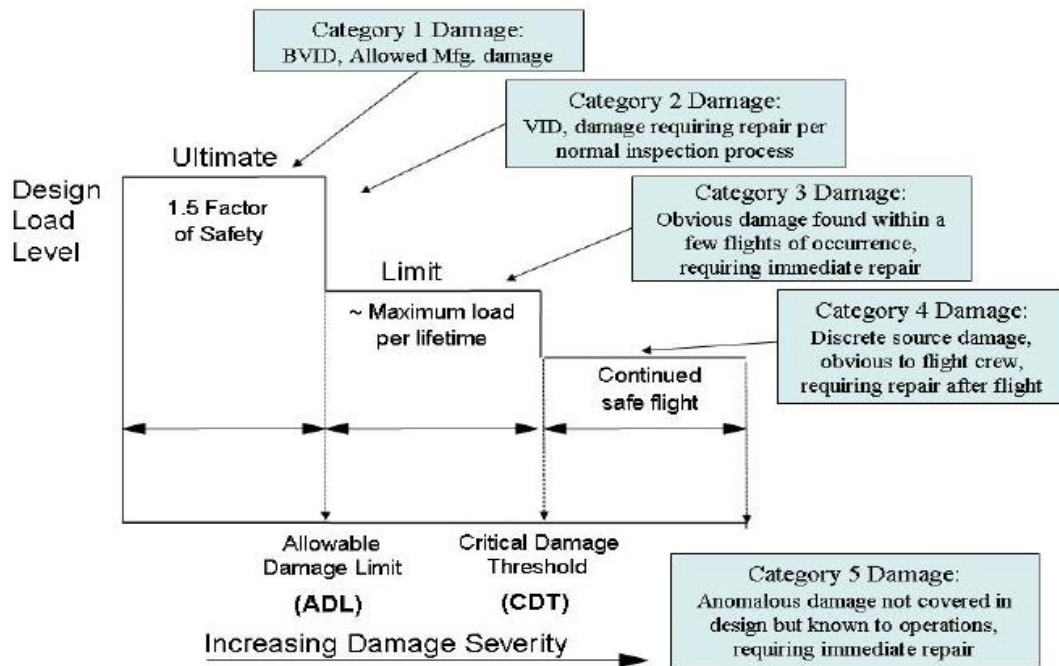 Category 1 Damage:
BVID, Allowed Mfg. damage
Category 2 Damage:
VID, damage requiring repair per
normal inspection process
Ultimate
Design
Load
Level
1.5 Factor
of Safety
Category 3 Damage:
Obvious damage found within a
few flights of occurrence,
requiring immediate repair
Limit
~ Maximum load
per lifetime
Category 4 Damage:
Discrete source damage,
obvious to flight crew,
requiring repair after flight
Continued
safe flight
Allowable
Damage Limit
(ADL)
Critical Damage
Threshold
(CDT)
Increasing Damage Severity
Category 5 Damage:
Anomalous damage not covered in
design but known to operations,
requiring immediate repair